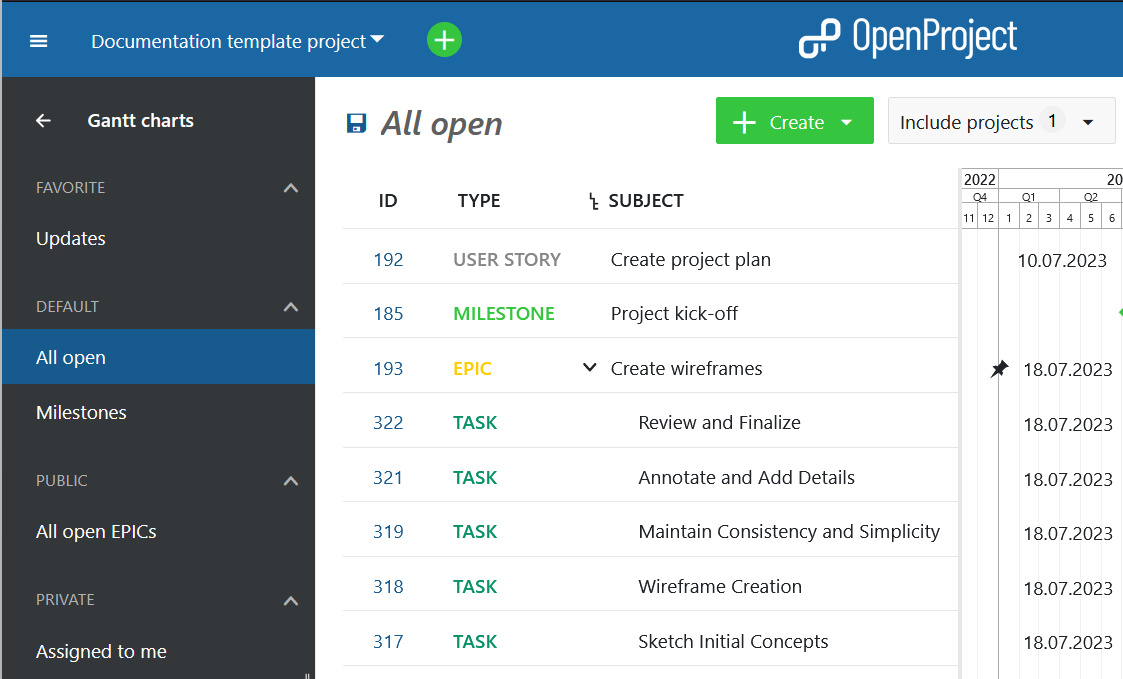 Documentation template project
OpenProject
Gantt charts
FAVORITE
Updates
DEFAULT
All open
Milestones
PUBLIC
All open EPICs
PRIVATE
Assigned to me
All open
Create
Include projects 1
ID TYPE SUBJECT
2022 20
Q4 Q1 Q2
11 12 1 2 3 4 5 6
192 USER STORY Create project plan 10.07.2023
185 MILESTONE Project kick-off
193 EPIC Create wireframes 18.07.2023
322 TASK Review and Finalize 18.07.2023
321 TASK Annotate and Add Details 18.07.2023
319 TASK Maintain Consistency and Simplicity 18.07.2023
318 TASK Wireframe Creation 18.07.2023
317 TASK Sketch Initial Concepts 18.07.2023